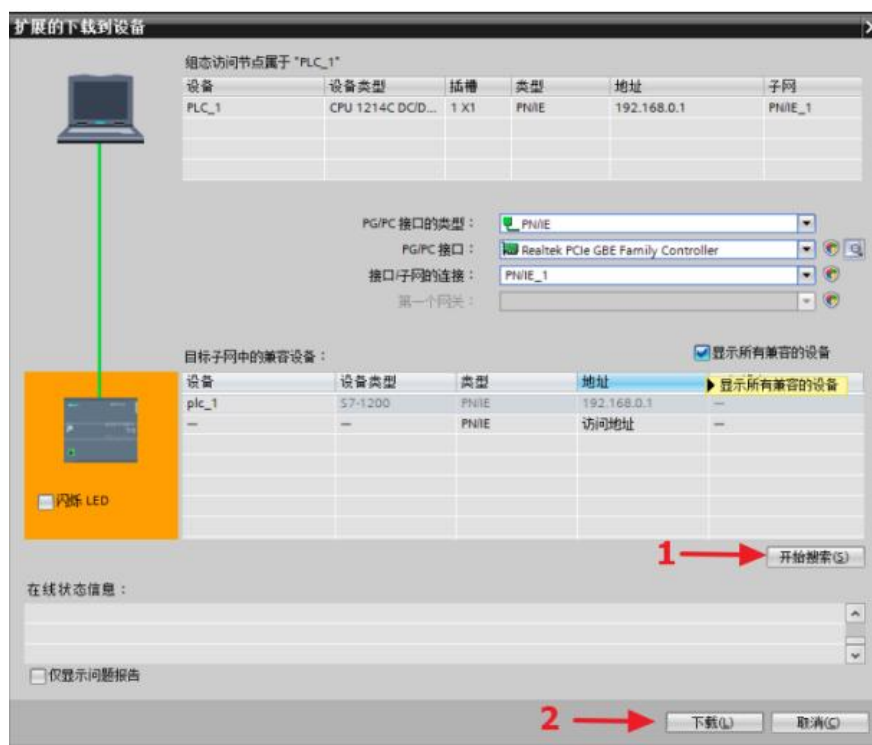 扩展的下载到设备
组态访问节点属于 "PLC_1"
设备 设备类型 插槽 类型 地址 子网
PLC_1 CPU 1214C DC/D... 1 X1 PN/IE 192.168.0.1 PN/IE_1
PG/PC 接口的类型： PN/IE
PG/PC 接口： Realtek PCIe GBE Family Controller
接口/子网的连接： PN/IE_1
第一个网关：
目标子网中的兼容设备： 显示所有兼容的设备
设备 设备类型 类型 地址 显示所有兼容的设备
plc_1 S7-1200 PN/IE 192.168.0.1 —
— — PN/IE 访问地址 —
闪烁 LED
1 开始搜索(S)
在线状态信息：
仅显示问题报告
2 下载(L) 取消(C)